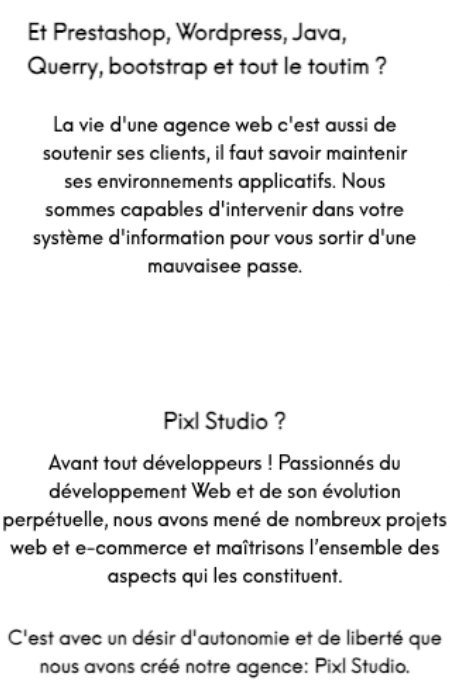 Et Prestashop, Wordpress, Java,
Querry, bootstrap et tout le toutim ?
La vie d'une agence web c'est aussi de
soutenir ses clients, il faut savoir maintenir
ses environnements applicatifs. Nous
sommes capables d'intervenir dans votre
système d'information pour vous sortir d'une
mauvaisee passe.
Pixl Studio ?
Avant tout développeurs ! Passionnés du
développement Web et de son évolution
perpétuelle, nous avons mené de nombreux projets
web et e-commerce et maîtrisons l’ensemble des
aspects qui les constituent.
C'est avec un désir d'autonomie et de liberté que
nous avons créé notre agence: Pixl Studio.